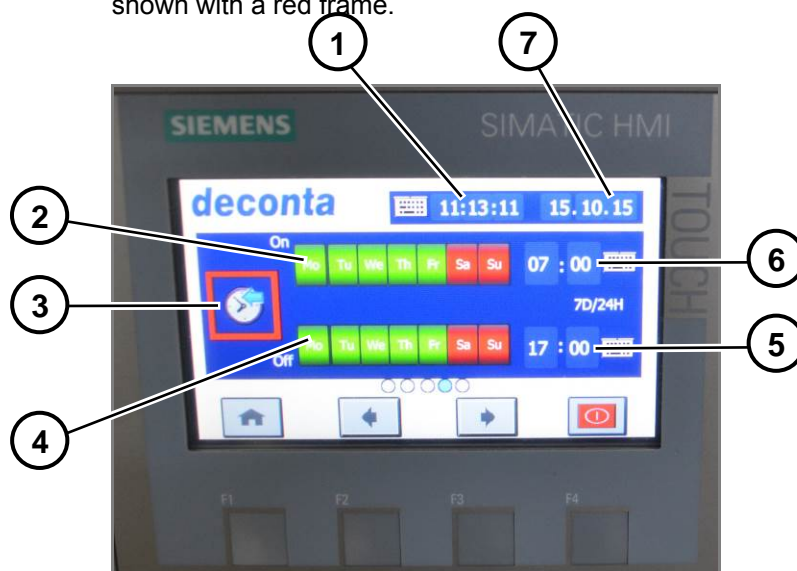 shown with a red frame.
1
7
SIEMENS
SIMATIC HMI
TOUCH
deconta
11:13:11 15.10.15
2
On
Mo Tu We Th Fr Sa Su 07 : 00
6
3
7D/24H
Mo Tu We Th Fr Sa Su 17 : 00
5
Off
4
F1 F2 F3 F4